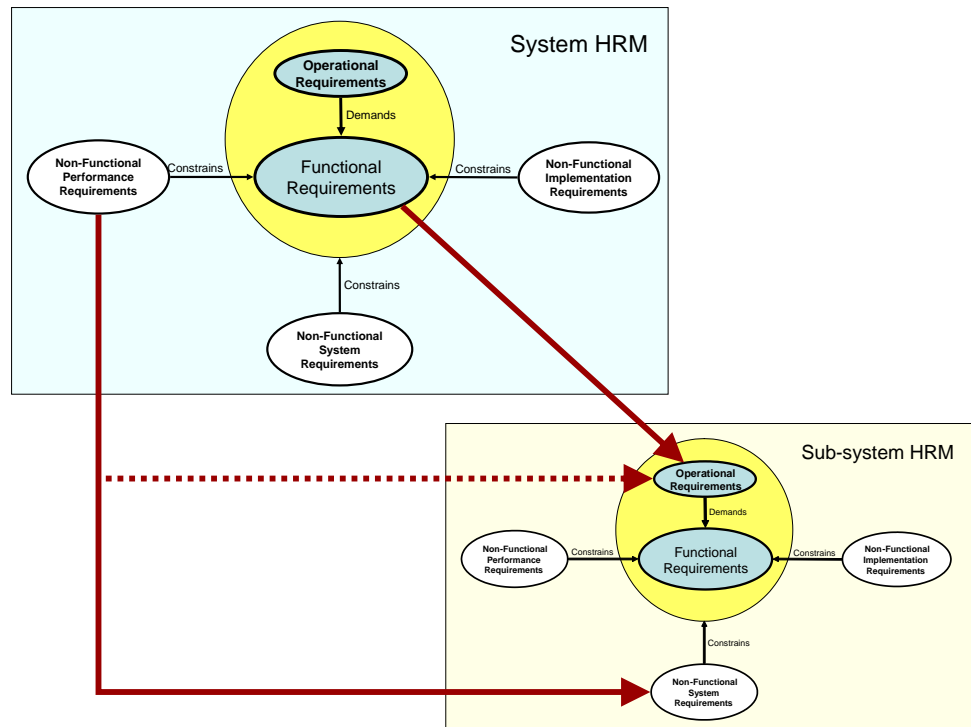 System HRM
Operational
Requirements
Demands
Non-Functional
Performance
Requirements
Constrains
Functional
Requirements
Constrains
Non-Functional
Implementation
Requirements
Constrains
Non-Functional
System
Requirements
Sub-system HRM
Operational
Requirements
Demands
Non-Functional
Performance
Requirements
Constrains
Functional
Requirements
Constrains
Non-Functional
Implementation
Requirements
Constrains
Non-Functional
System
Requirements